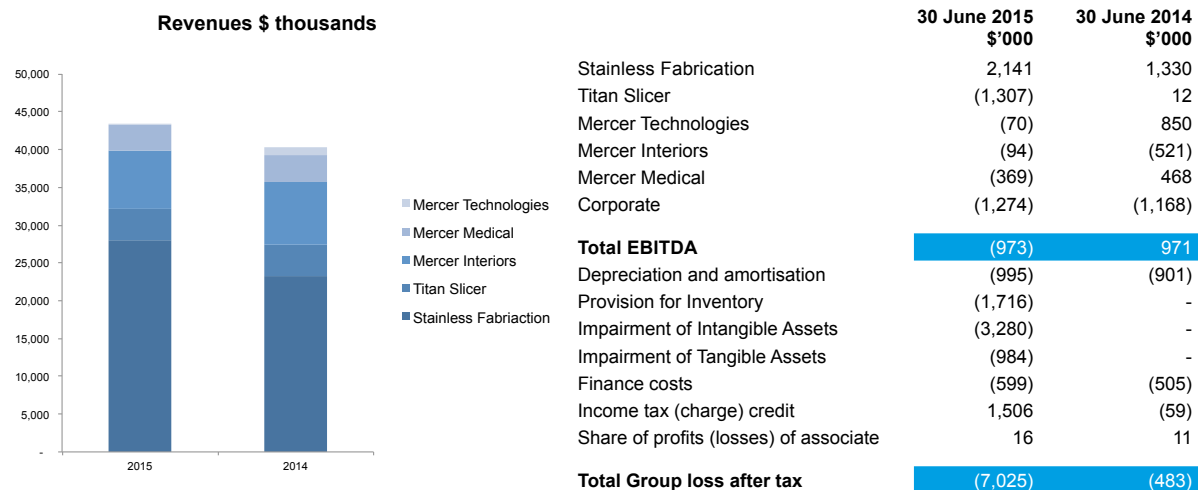 Revenues $ thousands
50,000
45,000
40,000
35,000
30,000
25,000
20,000
15,000
10,000
5,000
-
2015 2014
Mercer Technologies
Mercer Medical
Mercer Interiors
Titan Slicer
Stainless Fabriaction
30 June 2015 30 June 2014
$’000 $’000
Stainless Fabrication 2,141 1,330
Titan Slicer (1,307) 12
Mercer Technologies (70) 850
Mercer Interiors (94) (521)
Mercer Medical (369) 468
Corporate (1,274) (1,168)
Total EBITDA (973) 971
Depreciation and amortisation (995) (901)
Provision for Inventory (1,716) -
Impairment of Intangible Assets (3,280) -
Impairment of Tangible Assets (984) -
Finance costs (599) (505)
Income tax (charge) credit 1,506 (59)
Share of profits (losses) of associate 16 11
Total Group loss after tax (7,025) (483)